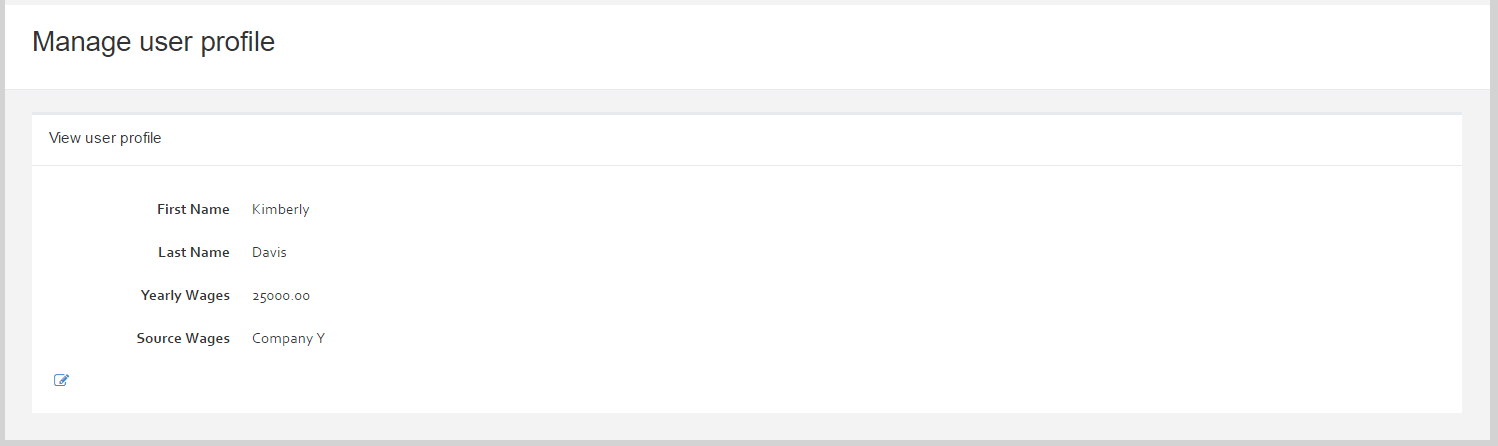 Manage user profile
View user profile
First Name Kimberly
Last Name Davis
Yearly Wages 25000.00
Source Wages Company Y